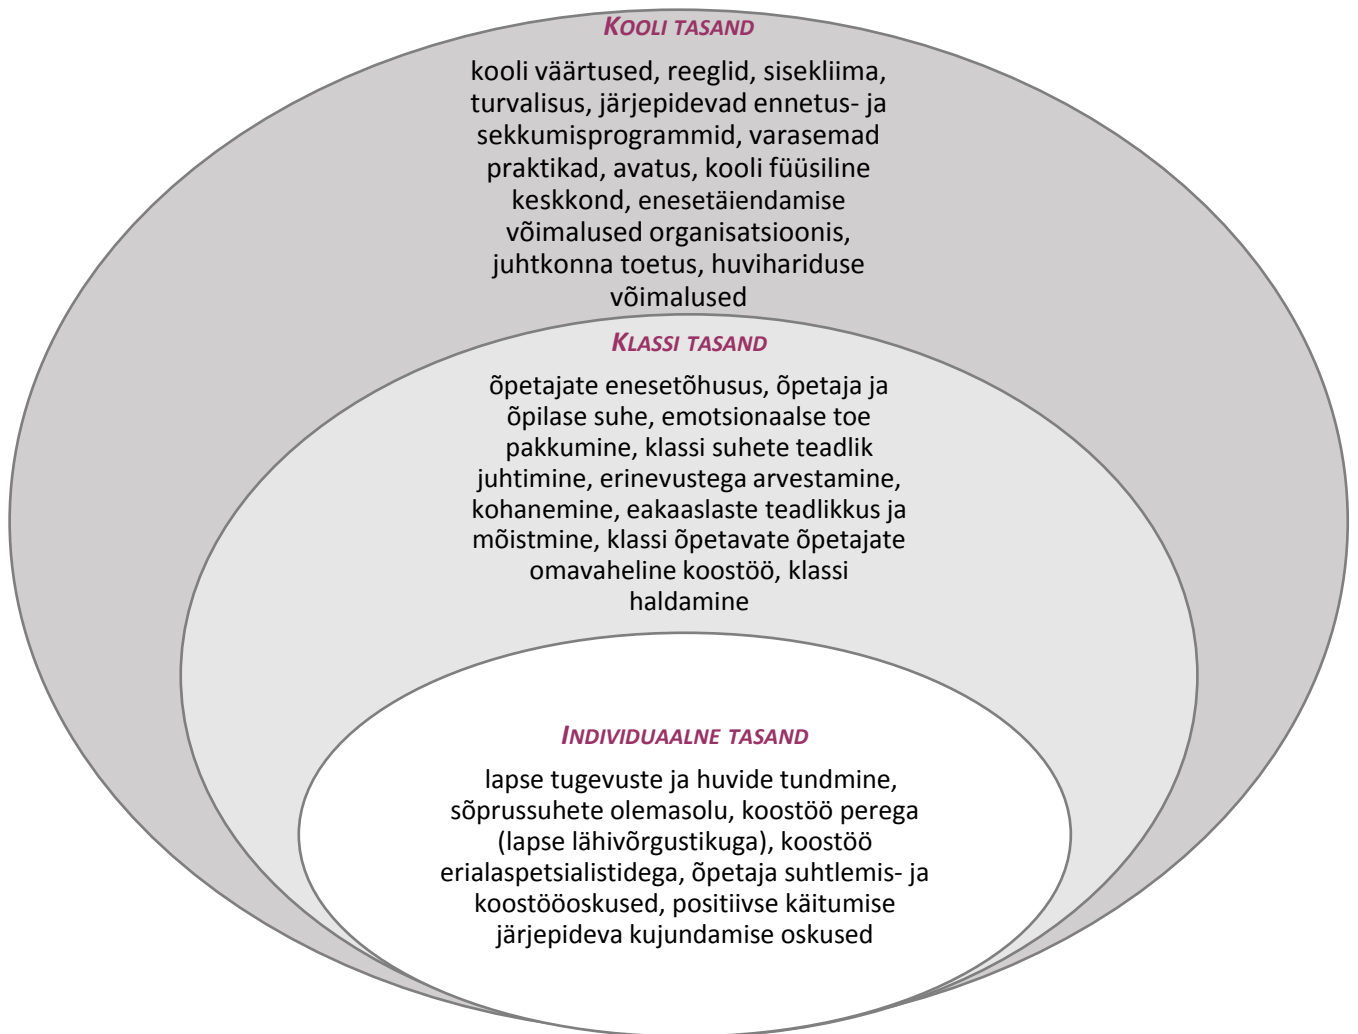 KOOLI TASAND
kooli väärtused, reeglid, sisekliima,
turvalisus, järjepidevad ennetus- ja
sekkumisprogrammid, varasemad
praktikad, avatus, kooli füüsiline
keskkond, enesetäiendamise
võimalused organisatsioonis,
juhtkonna toetus, huvihariduse
võimalused
KLASSI TASAND
õpetajate enesetõhusus, õpetaja ja
õpilase suhe, emotsionaalse toe
pakkumine, klassi suhete teadlik
juhtimine, erinevustega arvestamine,
kohanemine, eakaaslaste teadlikkus ja
mõistmine, klassi õpetavate õpetajate
omavaheline koostöö, klassi
haldamine
INDIVIDUAALNE TASAND
lapse tugevuste ja huvide tundmine,
sõprussuhete olemasolu, koostöö perega
(lapse lähivõrgustikuga), koostöö
erialaspetsialistidega, õpetaja suhtlemis- ja
koostööoskused, positiivse käitumise
järjepideva kujundamise oskused